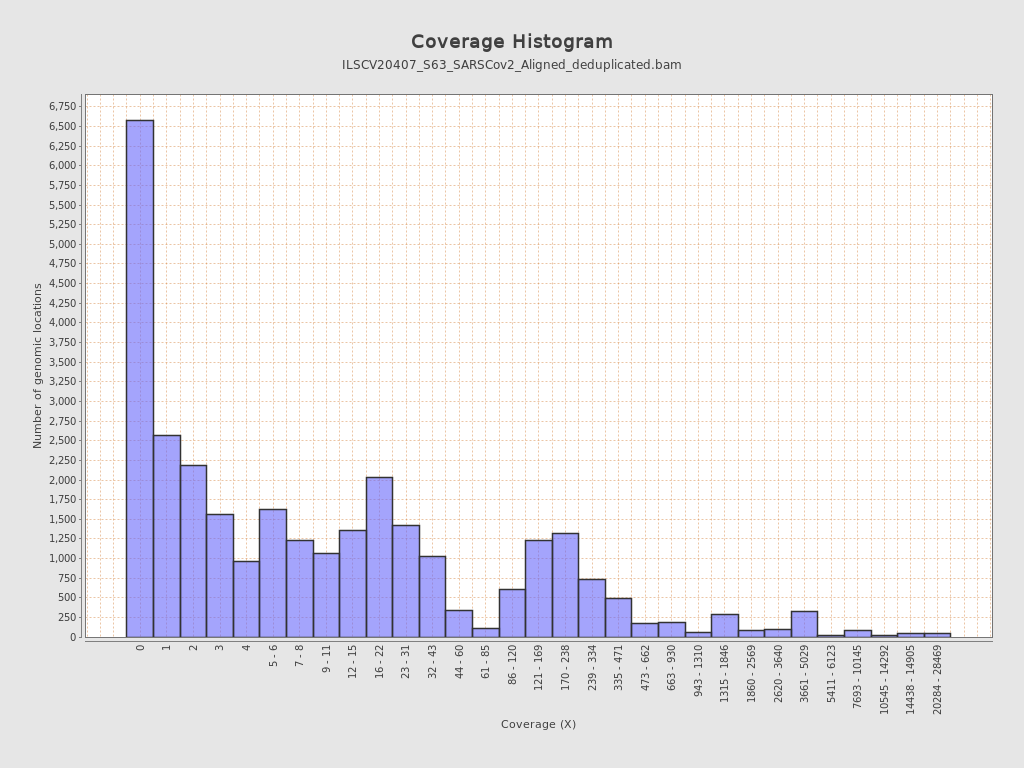 Coverage Histogram
ILSCV20407_S63_SARSCov2_Aligned_deduplicated.bam
Number of genomic locations
6,750
6,500
6,250
6,000
5,750
5,500
5,250
5,000
4,750
4,500
4,250
4,000
3,750
3,500
3,250
3,000
2,750
2,500
2,250
2,000
1,750
1,500
1,250
1,000
750
500
250
0
0
1
2
3
4
5 - 6
7 - 8
9 - 11
12 - 15
16 - 22
23 - 31
32 - 43
44 - 60
61 - 85
86 - 120
121 - 169
170 - 238
239 - 334
335 - 471
473 - 662
663 - 930
943 - 1310
1315 - 1846
1860 - 2569
2620 - 3640
3661 - 5029
5411 - 6123
7693 - 10145
10545 - 14292
14438 - 14905
20284 - 28469
Coverage (X)